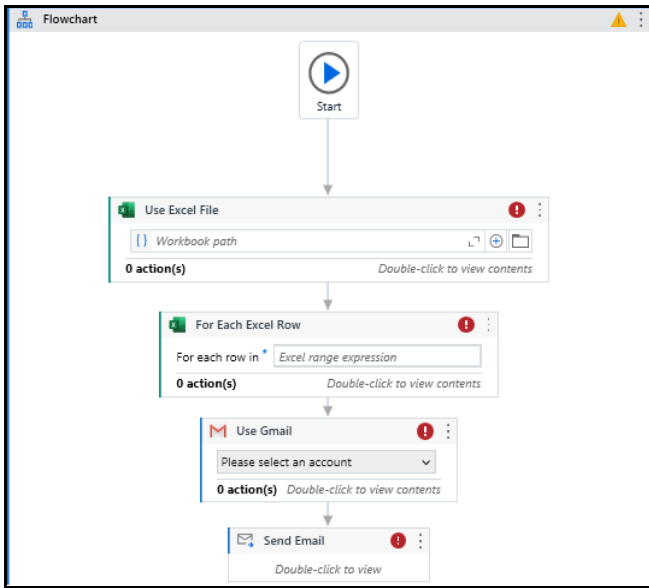 Flowchart
Start
Use Excel File
{ } Workbook path
0 action(s) Double-click to view contents
For Each Excel Row
For each row in * Excel range expression
0 action(s) Double-click to view contents
Use Gmail
Please select an account
0 action(s) Double-click to view contents
Send Email
Double-click to view